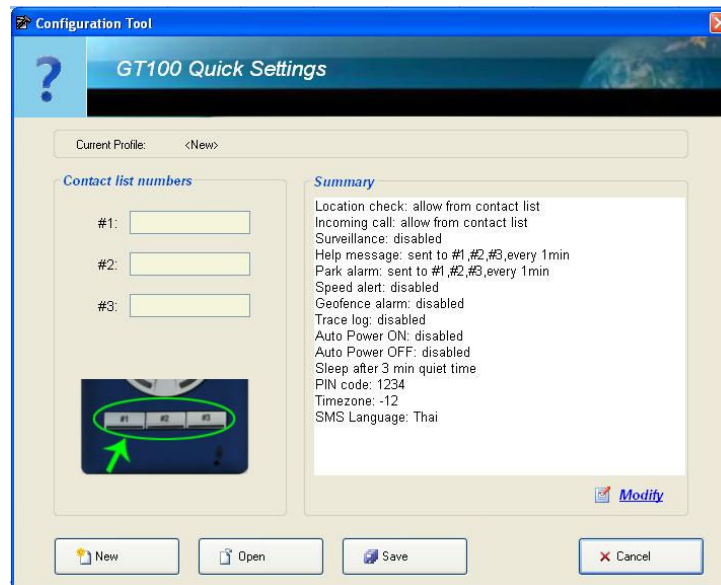 Configuration Tool
GT100 Quick Settings
Current Profile: <New>
Contact list numbers
#1:
#2:
#3:
#1 #2 #3
Summary
Location check: allow from contact list
Incoming call: allow from contact list
Surveillance: disabled
Help message: sent to #1,#2,#3,every 1min
Park alarm: sent to #1,#2,#3,every 1min
Speed alert: disabled
Geofence alarm: disabled
Trace log: disabled
Auto Power ON: disabled
Auto Power OFF: disabled
Sleep after 3 min quiet time
PIN code: 1234
Timezone: -12
SMS Language: Thai
Modify
New Open Save Cancel